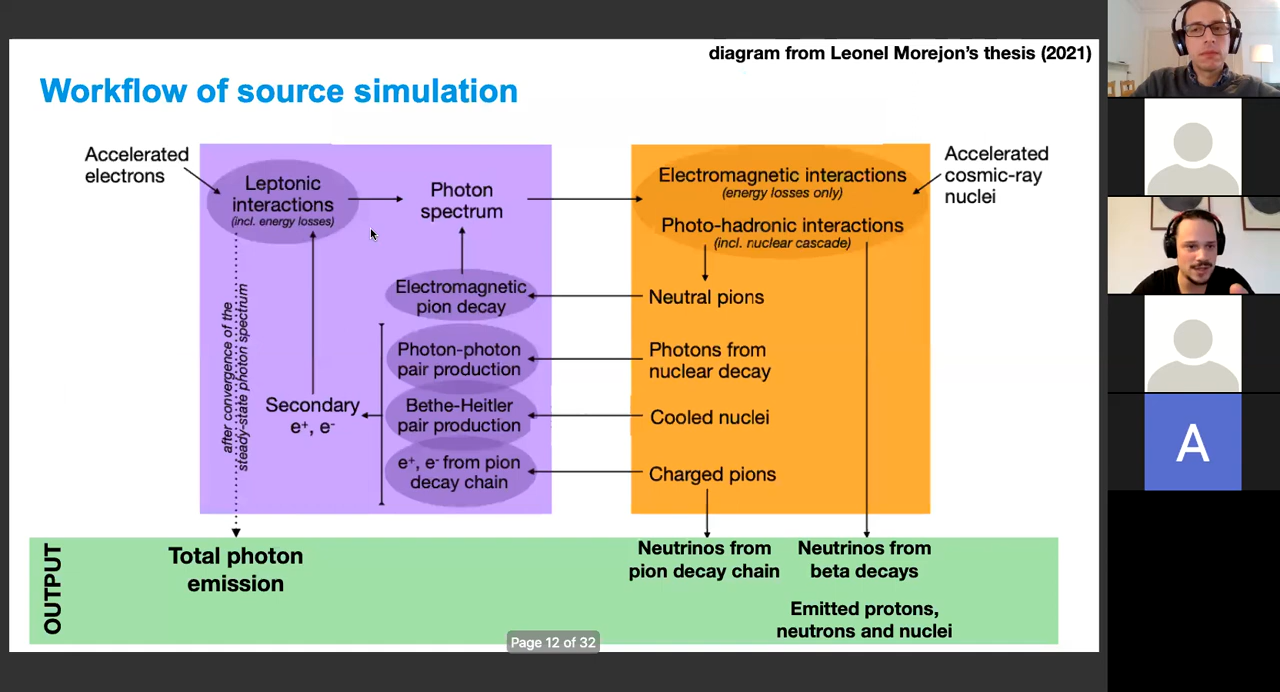 diagram from Leonel Morejon's thesis (2021)
Workflow of source simulation
Accelerated
electrons
Leptonic
interactions
(incl. energy losses)
Photon
spectrum
Electromagnetic interactions
(energy losses only)
Photo-hadronic interactions
(incl. nuclear cascade)
Accelerated
cosmic-ray
nuclei
Electromagnetic
pion decay
Neutral pions
Photon-photon
pair production
Photons from
nuclear decay
Secondary
e⁺, e⁻
Bethe-Heitler
pair production
Cooled nuclei
e⁺, e⁻ from pion
decay chain
Charged pions
after convergence of the
steady-state photon spectrum
OUTPUT
Total photon
emission
Neutrinos from
pion decay chain
Neutrinos from
beta decays
Emitted protons,
neutrons and nuclei
Page 12 of 32
A